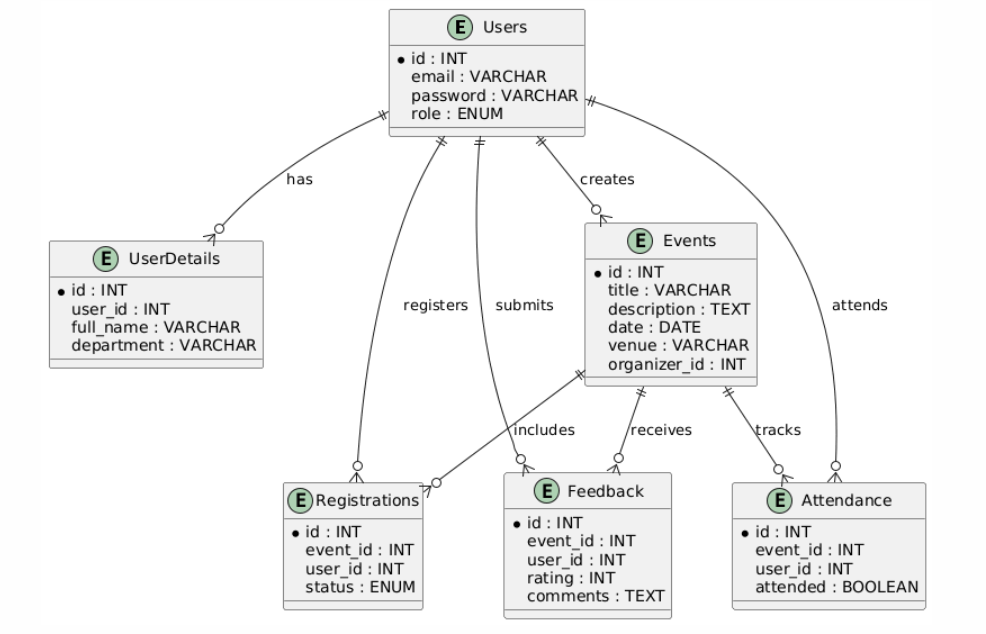 E Users
id : INT
email : VARCHAR
password : VARCHAR
role : ENUM
has
creates
E UserDetails
id : INT
user_id : INT
full_name : VARCHAR
department : VARCHAR
E Events
id : INT
title : VARCHAR
description : TEXT
date : DATE
venue : VARCHAR
organizer_id : INT
registers
submits
attends
includes
receives
tracks
E Registrations
id : INT
event_id : INT
user_id : INT
status : ENUM
E Feedback
id : INT
event_id : INT
user_id : INT
rating : INT
comments : TEXT
E Attendance
id : INT
event_id : INT
user_id : INT
attended : BOOLEAN